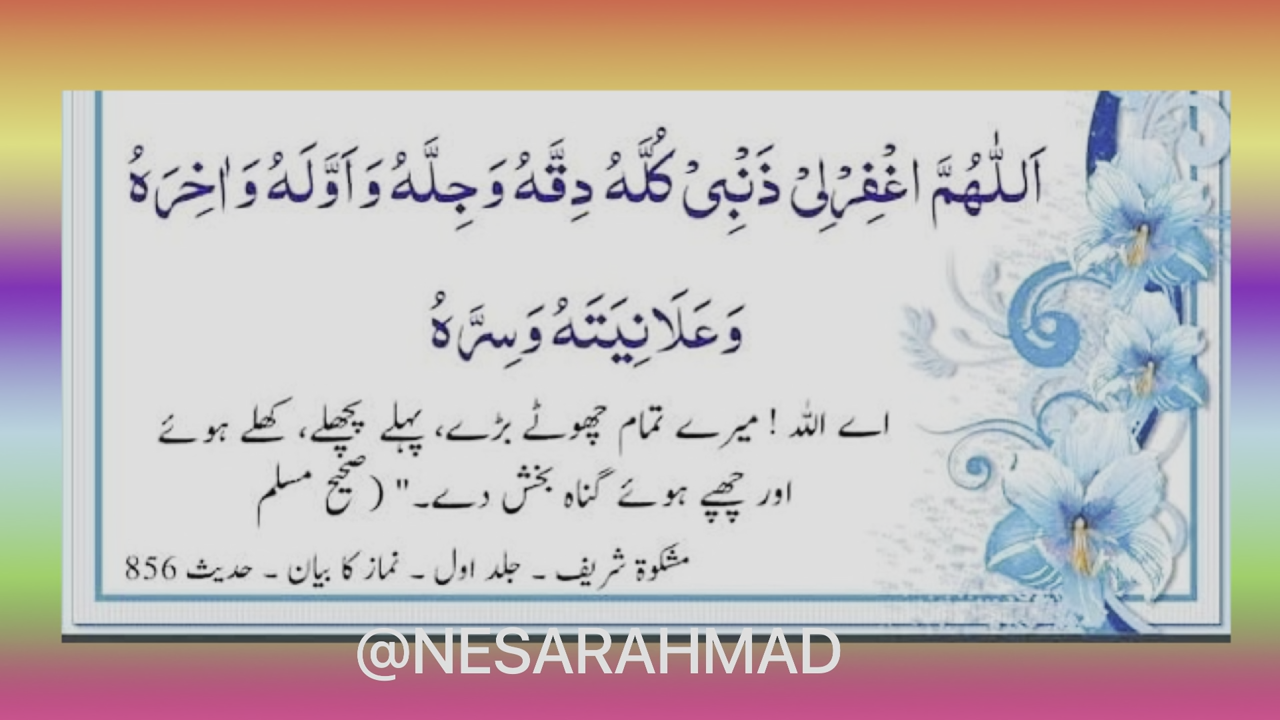 اَللّٰهُمَّ اغْفِرْلِیْ ذَنْۢبِیْ كُلَّهُ دِقَّهُ وَجِلَّهُ وَاَوَّلَهُ وَاٰخِرَهُ
وَعَلَانِیَتَهُ وَسِرَّهُ
اے اللہ ! میرے تمام چھوٹے بڑے، پہلے پچھلے، کھلے ہوئے
اور چھپے ہوئے گناہ بخش دے۔" (صحیح مسلم
مشکوۃ شریف ۔ جلد اول ۔ نماز کا بیان ۔ حدیث 856
@NESARAHMAD